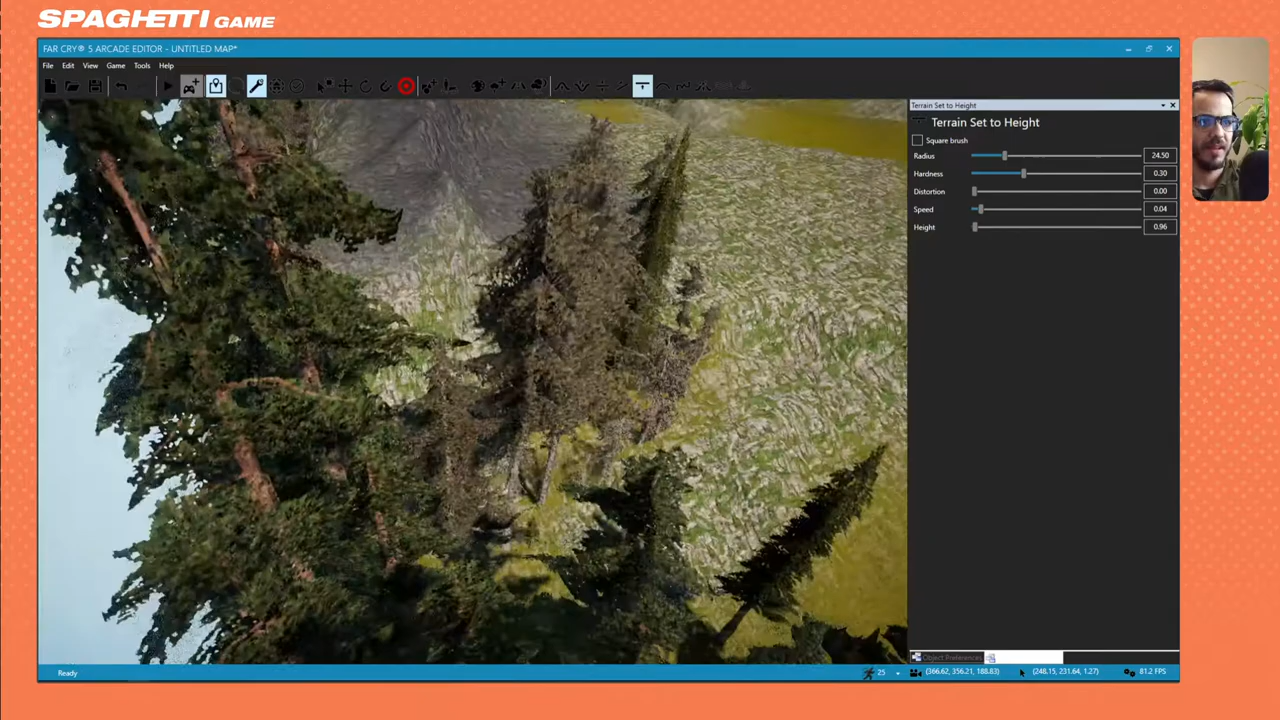 SPAGHETTI GAME
FAR CRY® 5 ARCADE EDITOR - UNTITLED MAP*
File Edit View Game Tools Help
Terrain Set to Height
Terrain Set to Height
Square brush
Radius 24.50
Hardness 0.30
Distortion 0.00
Speed 0.04
Height 0.96
Object Preferences
Ready 25 (366.62, 356.21, 188.83) (248.15, 231.64, 1.27) 81.2 FPS